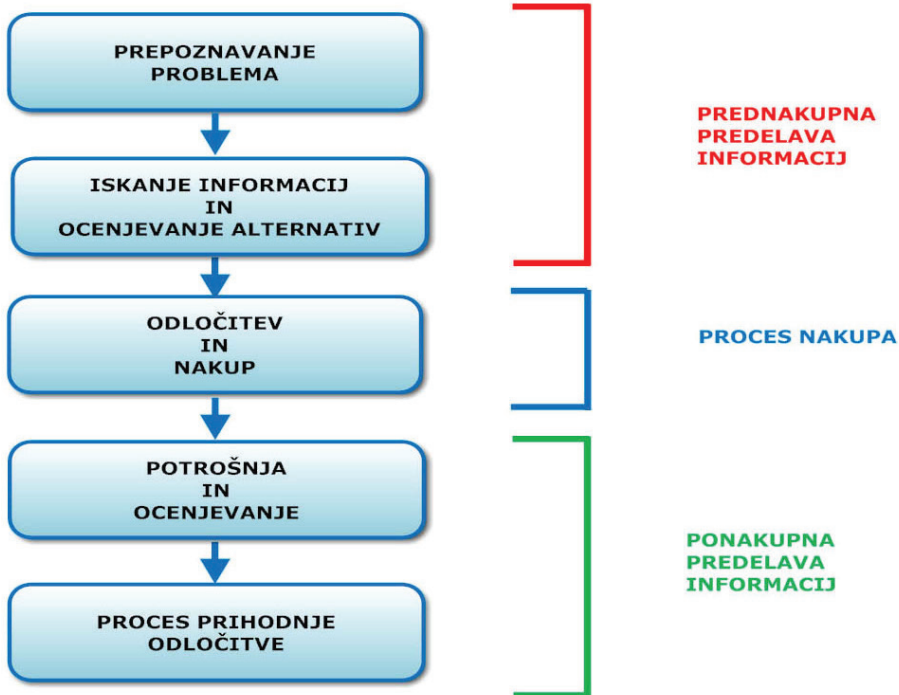 PREPOZNAVANJE
PROBLEMA
ISKANJE INFORMACIJ
IN
OCENJEVANJE ALTERNATIV
PREDNAKUPNA
PREDELAVA
INFORMACIJ
ODLOČITEV
IN
NAKUP
PROCES NAKUPA
POTROŠNJA
IN
OCENJEVANJE
PROCES PRIHODNJE
ODLOČITVE
PONAKUPNA
PREDELAVA
INFORMACIJ